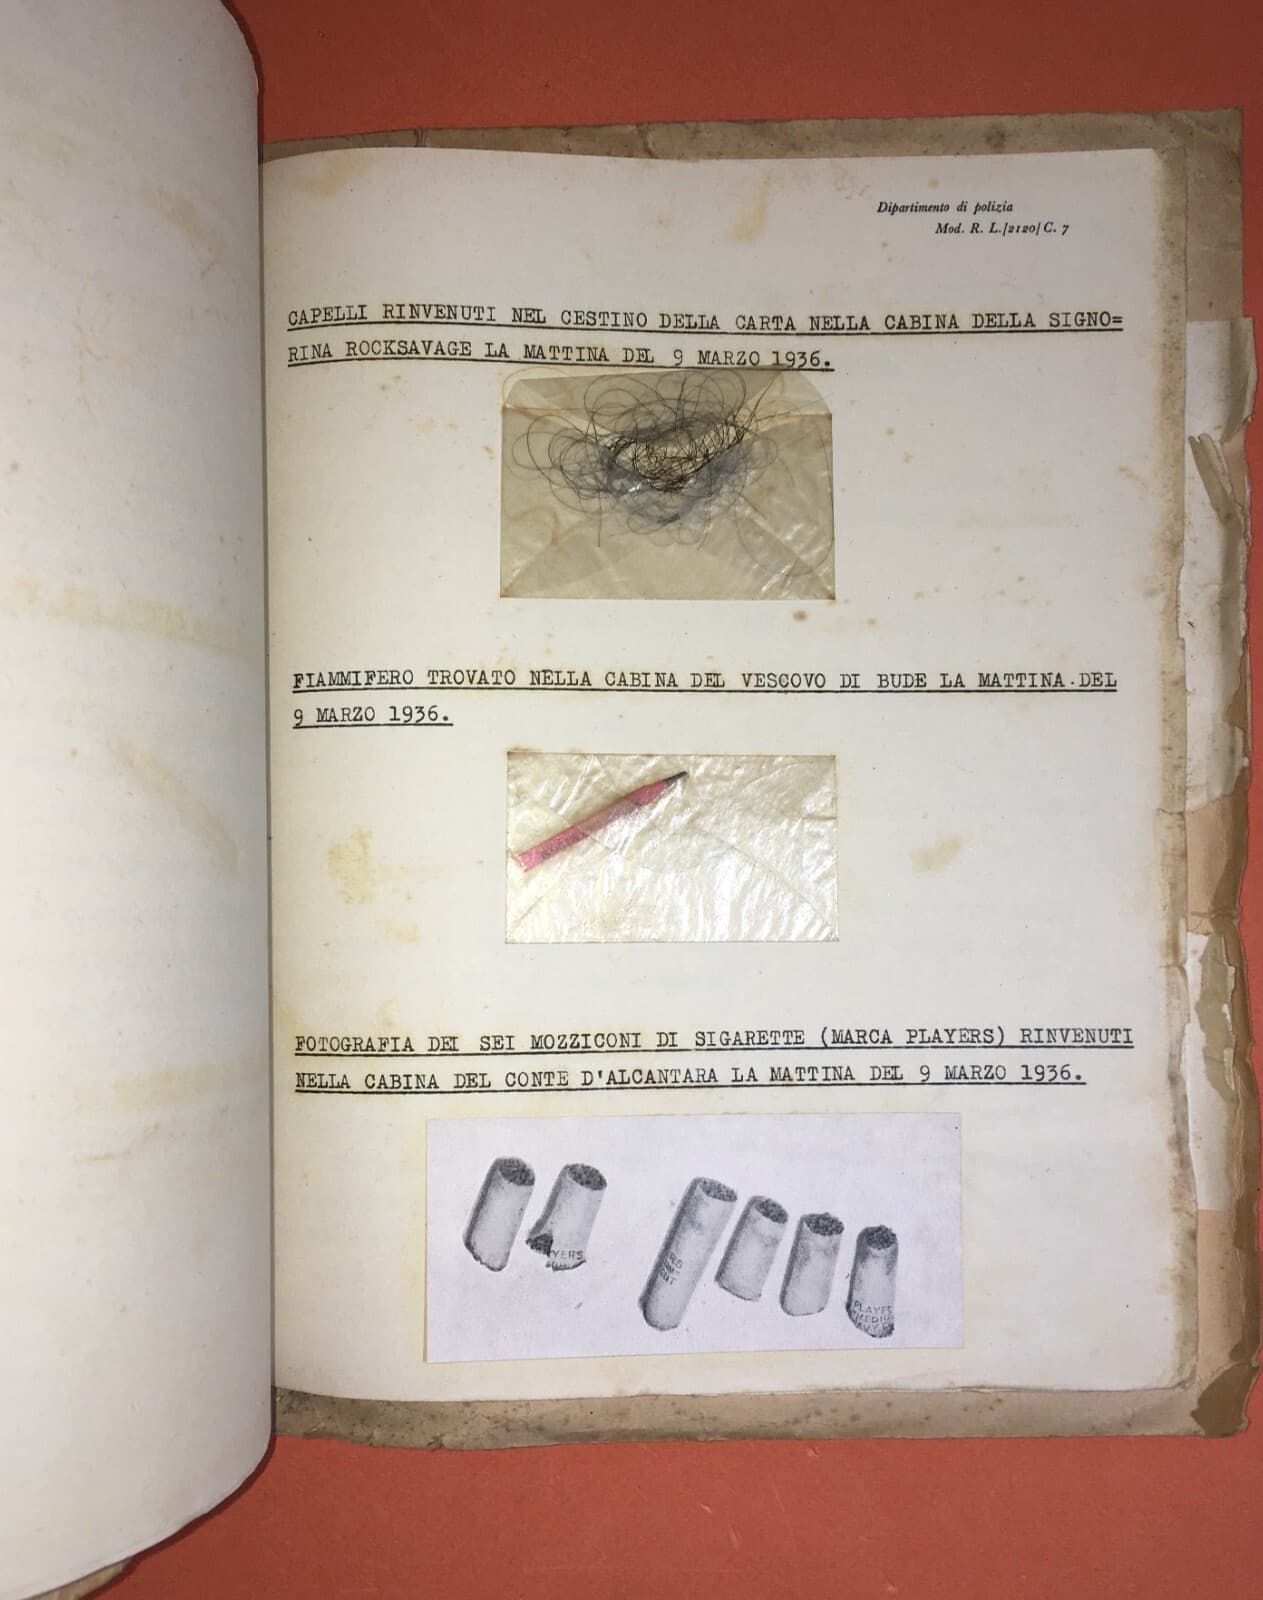 Dipartimento di polizia
Mod. R. L./2120/C. 7
CAPELLI RINVENUTI NEL CESTINO DELLA CARTA NELLA CABINA DELLA SIGNO=
RINA ROCKSAVAGE LA MATTINA DEL 9 MARZO 1936.
FIAMMIFERO TROVATO NELLA CABINA DEL VESCOVO DI BUDE LA MATTINA.DEL
9 MARZO 1936.
FOTOGRAFIA DEI SEI MOZZICONI DI SIGARETTE (MARCA PLAYERS) RINVENUTI
NELLA CABINA DEL CONTE D'ALCANTARA LA MATTINA DEL 9 MARZO 1936.
YERS
PLAYE
MEDIU